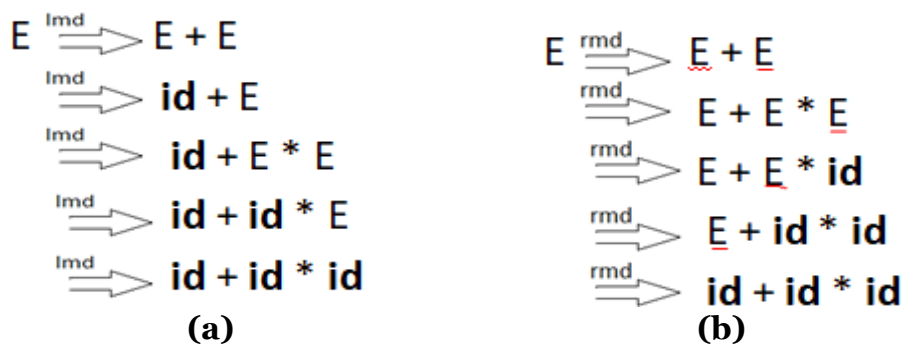 lmd
E E + E
lmd
id + E
lmd
id + E * E
lmd
id + id * E
lmd
id + id * id
(a)
rmd
E E + E
rmd
E + E * E
rmd
E + E * id
rmd
E + id * id
rmd
id + id * id
(b)